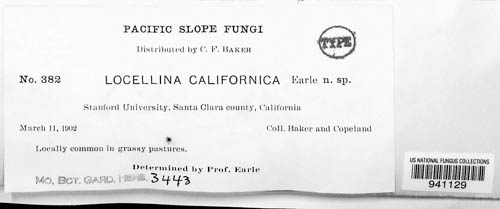 PACIFIC SLOPE FUNGI
Distributed by C. F. BAKER
TYPE
No. 382 LOCELLINA CALIFORNICA Earle n. sp.
Stanford University, Santa Clara county, California
March 11, 1902 Coll. Baker and Copeland
Locally common in grassy pastures.
Determined by Prof. Earle
MO. BOT. GARD. HERB. 3443
US NATIONAL FUNGUS COLLECTIONS
941129